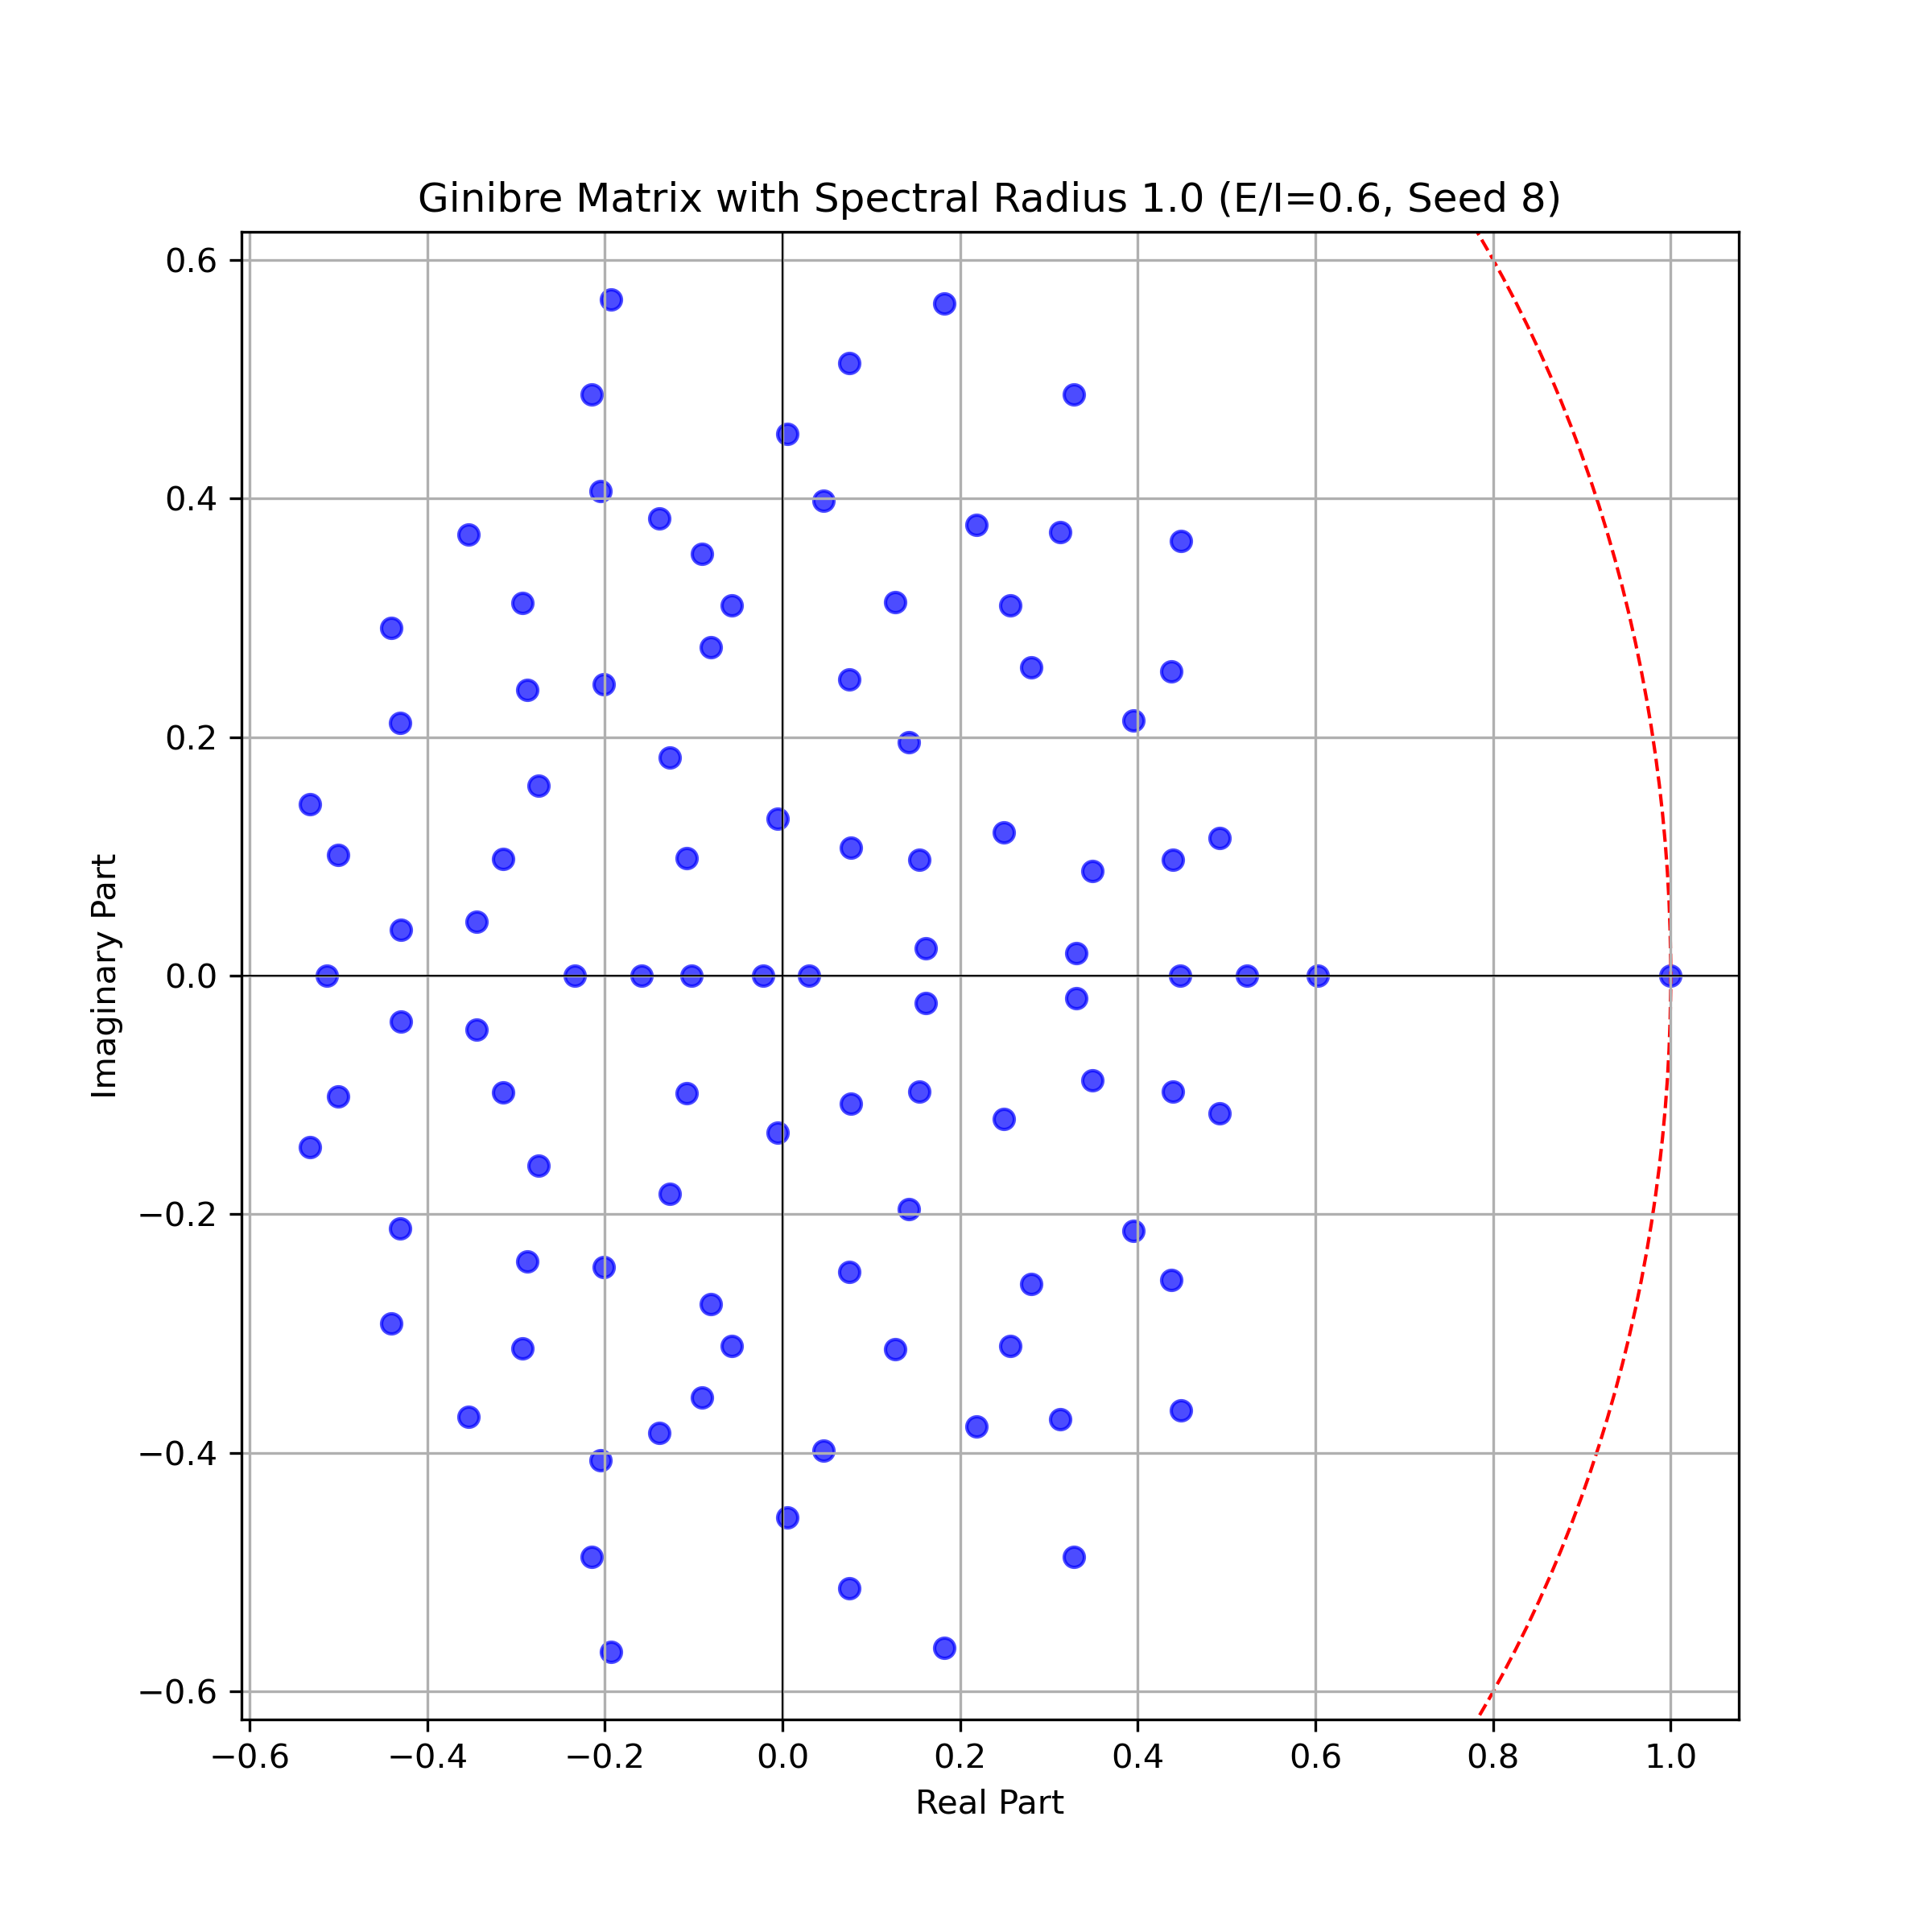 Ginibre Matrix with Spectral Radius 1.0 (E/I=0.6, Seed 8)
0.6
0.4
0.2
0.0
−0.2
−0.4
−0.6
Imaginary Part
−0.6 −0.4 −0.2 0.0 0.2 0.4 0.6 0.8 1.0
Real Part